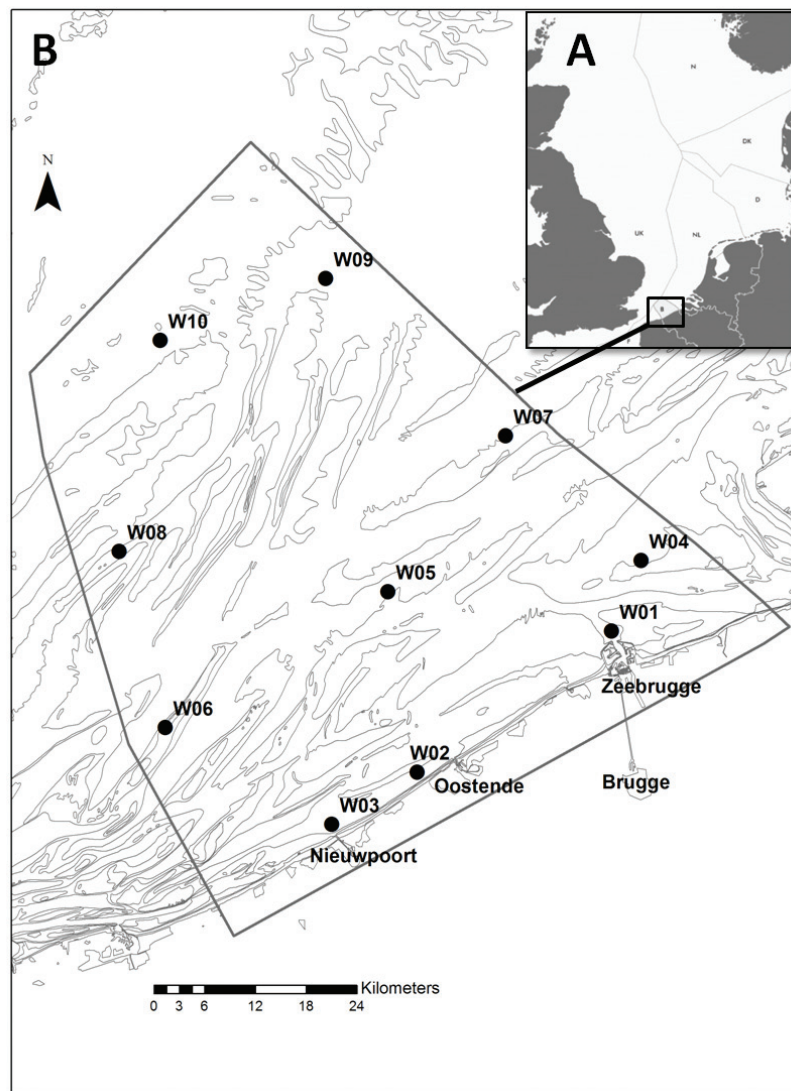 B
A
N
N
DK
D
UK
NL
B
F
W09
W10
W07
W08
W04
W05
W01
Zeebrugge
W06
W02
Oostende
Brugge
W03
Nieuwpoort
Kilometers
0 3 6 12 18 24